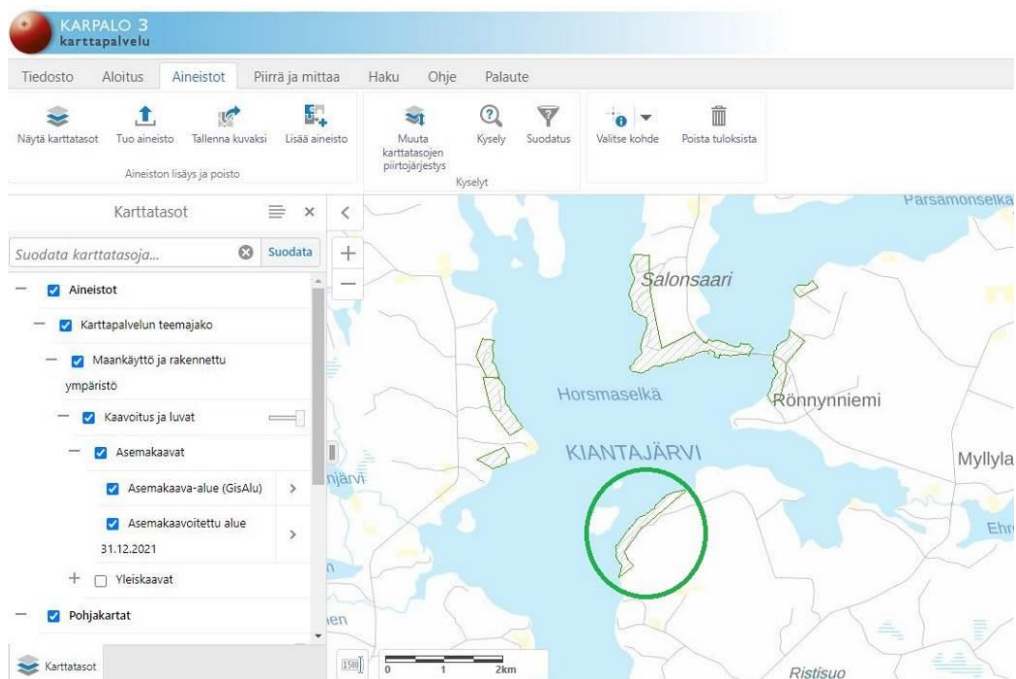 KARPALO 3
karttapalvelu
Tiedosto Aloitus Aineistot Piirrä ja mittaa Haku Ohje Palaute
Näytä karttatasot Tuo aineisto Tallenna kuvaksi Lisää aineisto
Aineiston lisäys ja poisto
Muuta karttatasojen piirtojärjestys
Kysely Suodatus
Kyselyt
Valitse kohde Poista tuloksista
Karttatasot
Suodata karttatasoja... Suodata
Aineistot
Karttapalvelun teemajako
Maankäyttö ja rakennettu
ympäristö
Kaavoitus ja luvat
Asemakaavat
Asemakaava-alue (GisAlu)
Asemakaavoitettu alue
31.12.2021
Yleiskaavat
Pohjakartat
Karttatasot
Parsamonselkä
Salonsaari
Horsmaselkä
Rönnynniemi
KIANTAJÄRVI
Myllyla
njärvi
Ehre
nen
Ristisuo
0 1 2km